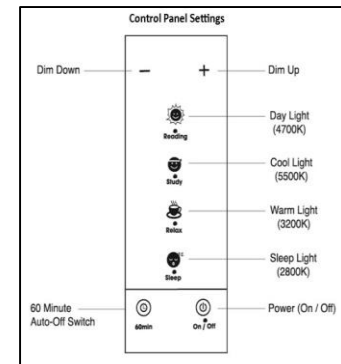 Control Panel Settings
Dim Down
− +
Dim Up
Reading
Day Light
(4700K)
Study
Cool Light
(5500K)
Relax
Warm Light
(3200K)
Sleep
Sleep Light
(2800K)
60 Minute
Auto-Off Switch
60min
On / Off
Power (On / Off)